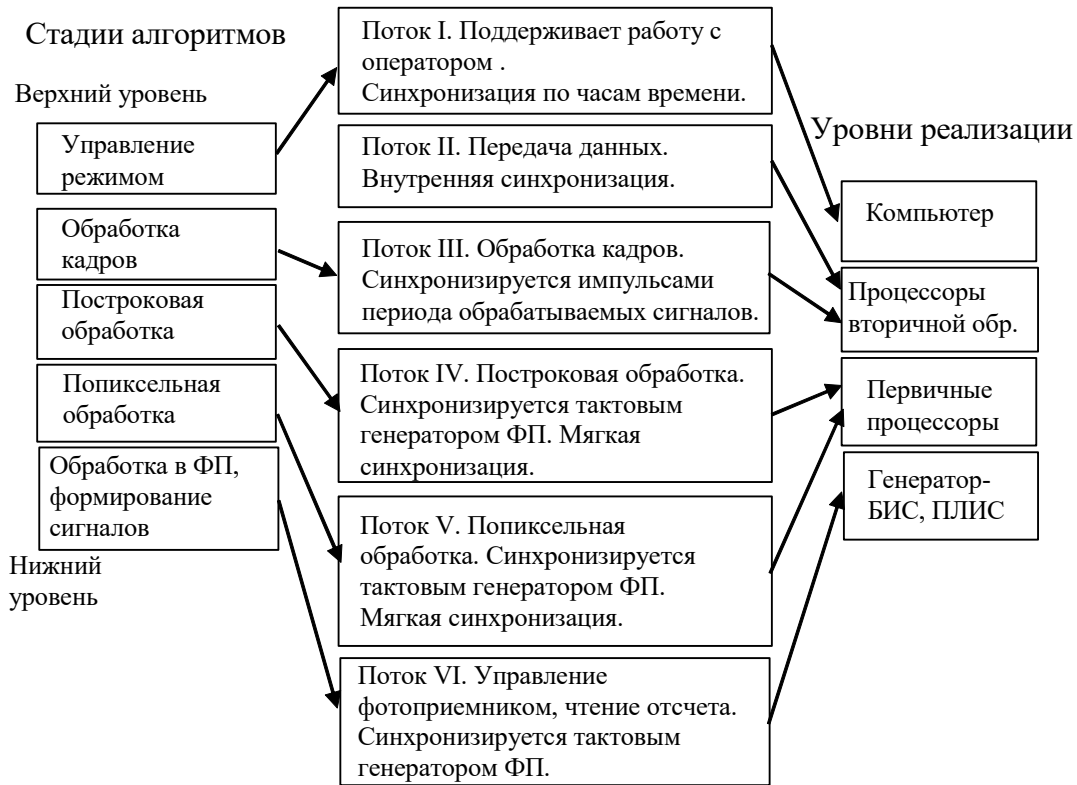 Стадии алгоритмов
Верхний уровень
Управление
режимом
Обработка
кадров
Построковая
обработка
Попиксельная
обработка
Обработка в ФП,
формирование
сигналов
Нижний
уровень
Поток I. Поддерживает работу с
оператором .
Синхронизация по часам времени.
Поток II. Передача данных.
Внутренняя синхронизация.
Поток III. Обработка кадров.
Синхронизируется импульсами
периода обрабатываемых сигналов.
Поток IV. Построковая обработка.
Синхронизируется тактовым
генератором ФП. Мягкая
синхронизация.
Поток V. Попиксельная
обработка. Синхронизируется
тактовым генератором ФП.
Мягкая синхронизация.
Поток VI. Управление
фотоприемником, чтение отсчета.
Синхронизируется тактовым
генератором ФП.
Уровни реализации
Компьютер
Процессоры
вторичной обр.
Первичные
процессоры
Генератор-
БИС, ПЛИС